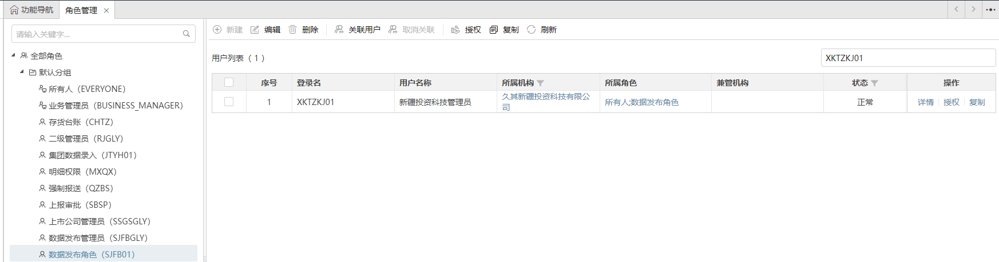 功能导航 角色管理
请输入关键字...
全部角色
默认分组
所有人（EVERYONE）
业务管理员（BUSINESS_MANAGER）
存货台账（CHTZ）
二级管理员（RJGLY）
集团数据录入（JTYH01）
明细权限（MXQX）
强制报送（QZBS）
上报审批（SBSP）
上市公司管理员（SSGSGLY）
数据发布管理员（SJFBGLY）
数据发布角色（SJFB01）
新建 编辑 删除 关联用户 取消关联 授权 复制 刷新
用户列表（ 1 ）
XKTZKJ01
序号 登录名 用户名称 所属机构 所属角色 兼管机构 状态 操作
1 XKTZKJ01 新疆投资科技管理员 久其新疆投资科技有限公 所有人;数据发布角色 正常 详情 授权 复制
司